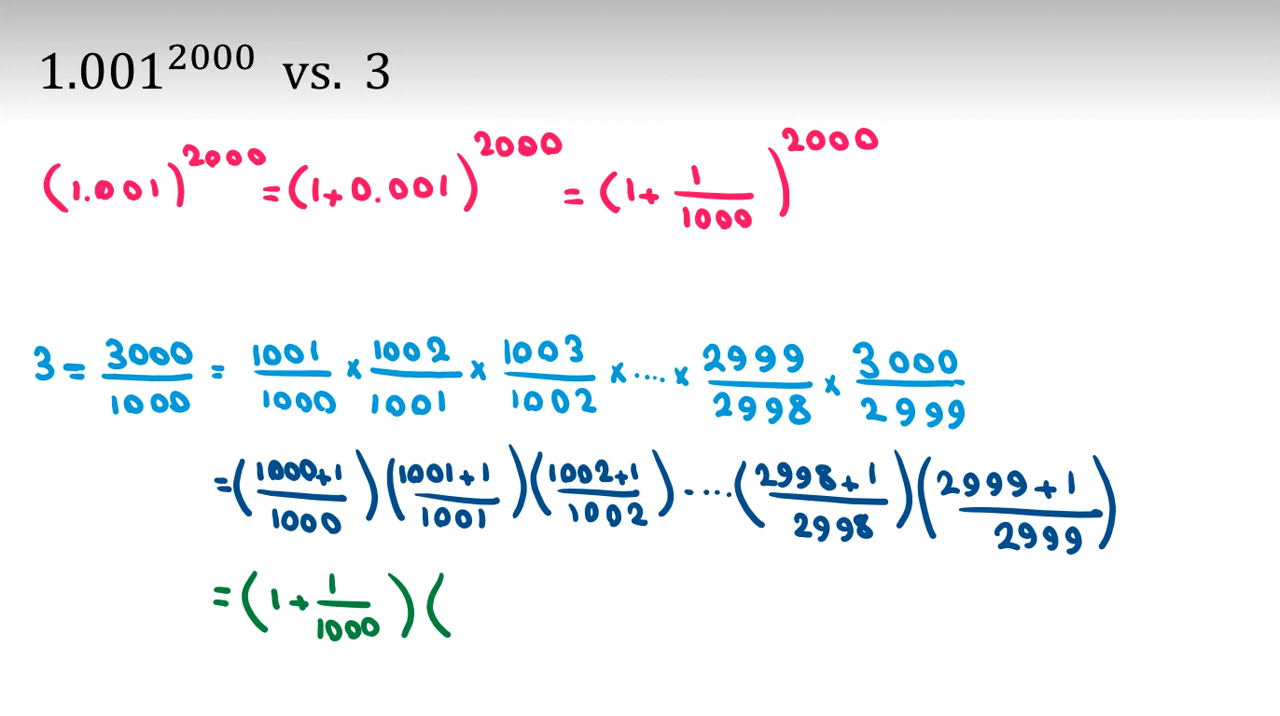 1.001^2000 vs. 3
(1.001)^2000 = (1+0.001)^2000 = (1+ 1/1000)^2000
3 = 3000/1000 = 1001/1000 × 1002/1001 × 1003/1002 × .... × 2999/2998 × 3000/2999
= ((1000+1)/1000)((1001+1)/1001)((1002+1)/1002) ..... ((2998+1)/2998)((2999+1)/2999)
= (1+ 1/1000)(